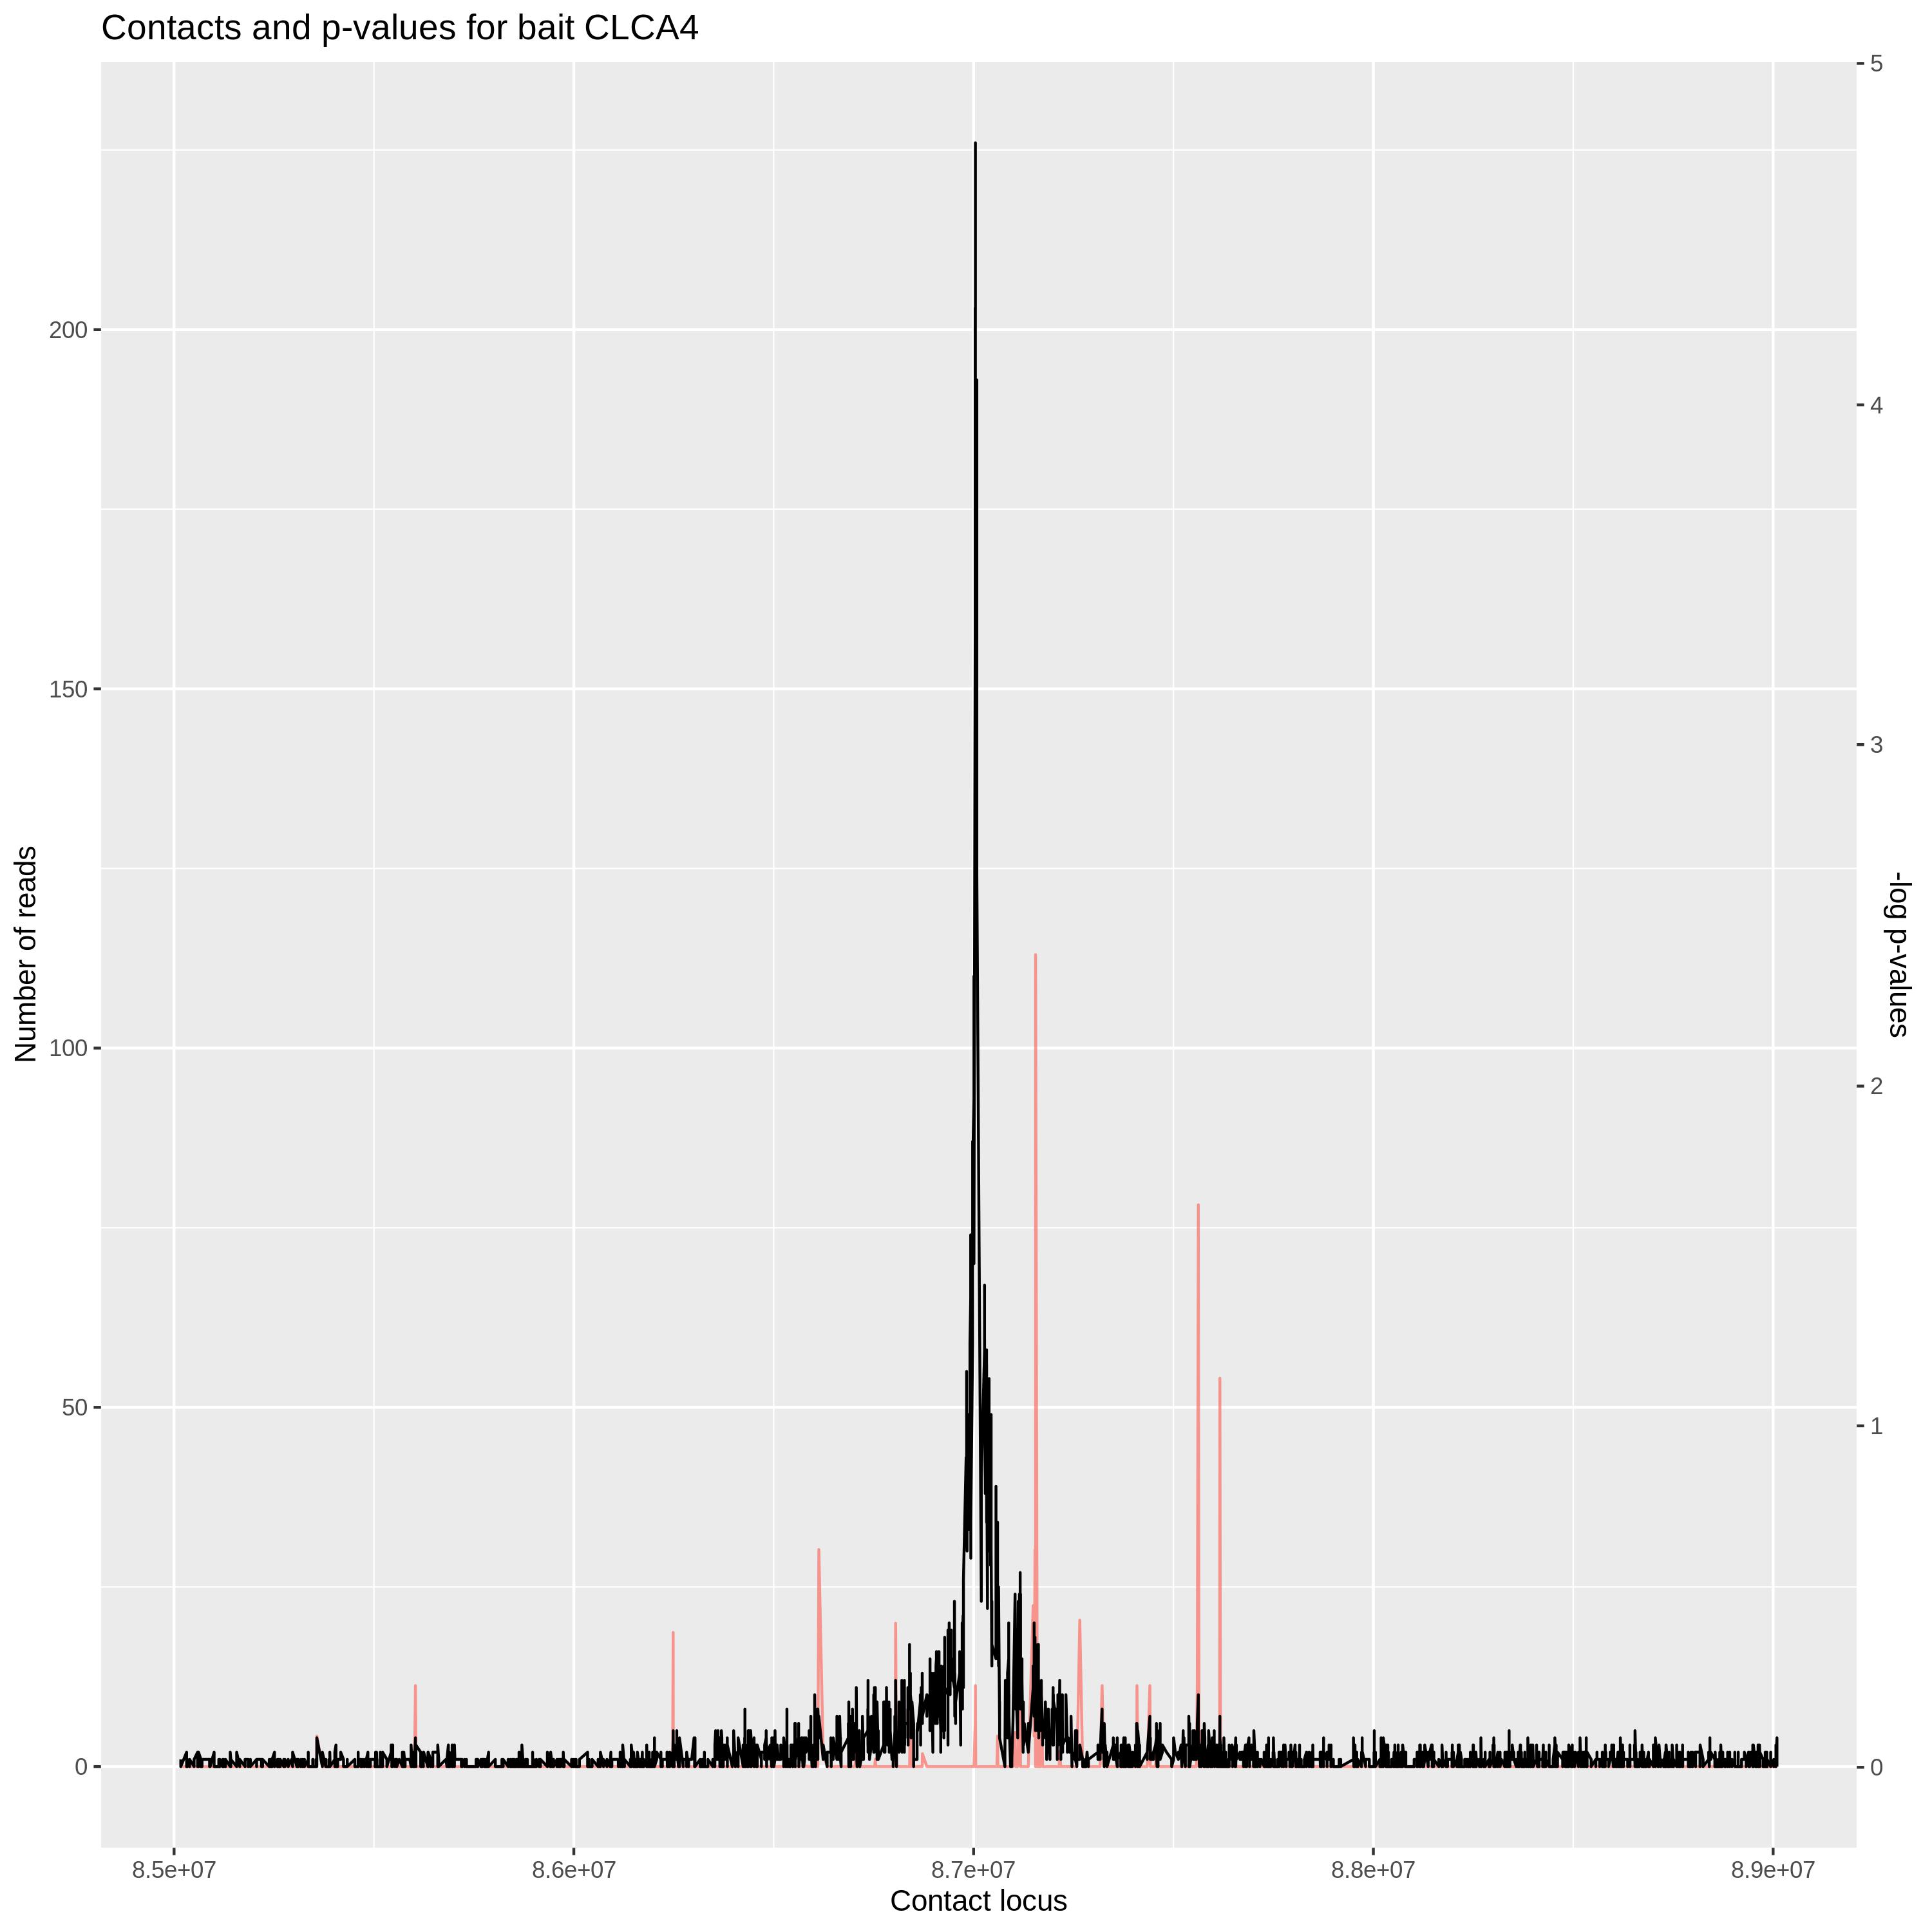 Contacts and p-values for bait CLCA4
5
200
4
150
3
Number of reads
-log p-values
100
2
50
1
0
0
8.5e+07
8.6e+07
8.7e+07
8.8e+07
8.9e+07
Contact locus